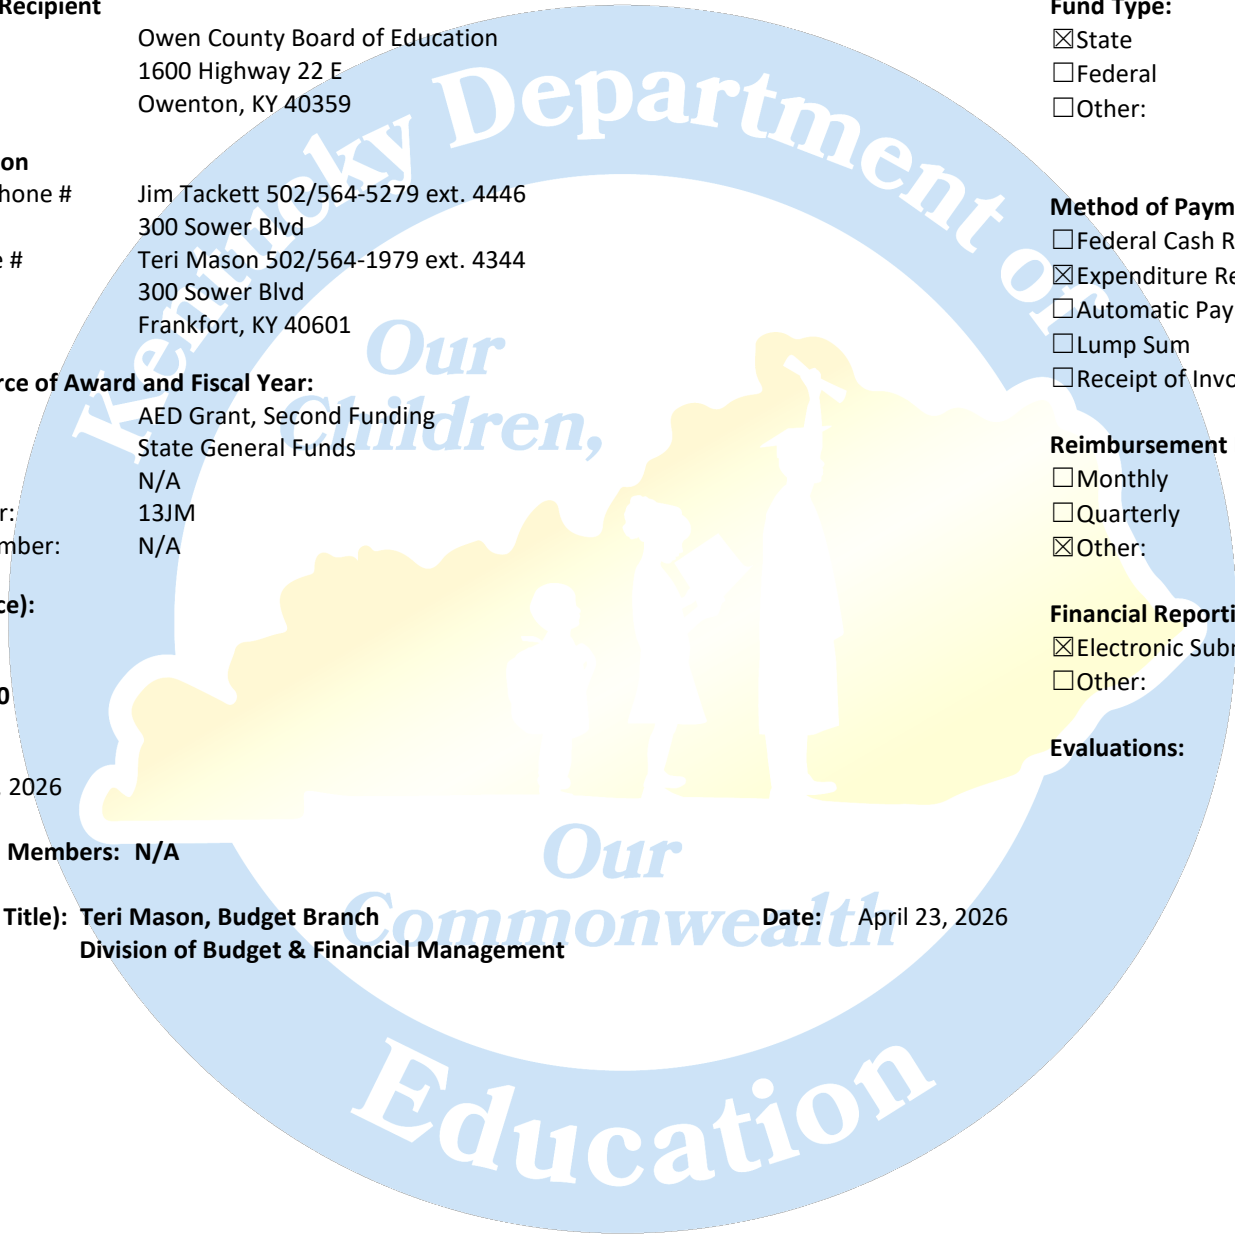 Recipient
Owen County Board of Education
1600 Highway 22 E
Owenton, KY 40359
on
hone # Jim Tackett 502/564-5279 ext. 4446
300 Sower Blvd
e # Teri Mason 502/564-1979 ext. 4344
300 Sower Blvd
Frankfort, KY 40601
rce of Award and Fiscal Year:
AED Grant, Second Funding
State General Funds
N/A
r: 13JM
mber: N/A
ce):
0
, 2026
Members: N/A
Title): Teri Mason, Budget Branch Date: April 23, 2026
Division of Budget & Financial Management
Fund Type:
☒State
☐Federal
☐Other:
Method of Paym
☐Federal Cash R
☒Expenditure Re
☐Automatic Pay
☐Lump Sum
☐Receipt of Invo
Reimbursement
☐Monthly
☐Quarterly
☒Other:
Financial Reporti
☒Electronic Subr
☐Other:
Evaluations:
Kentucky Department of
Education
Our
Children,
Our
Commonwealth